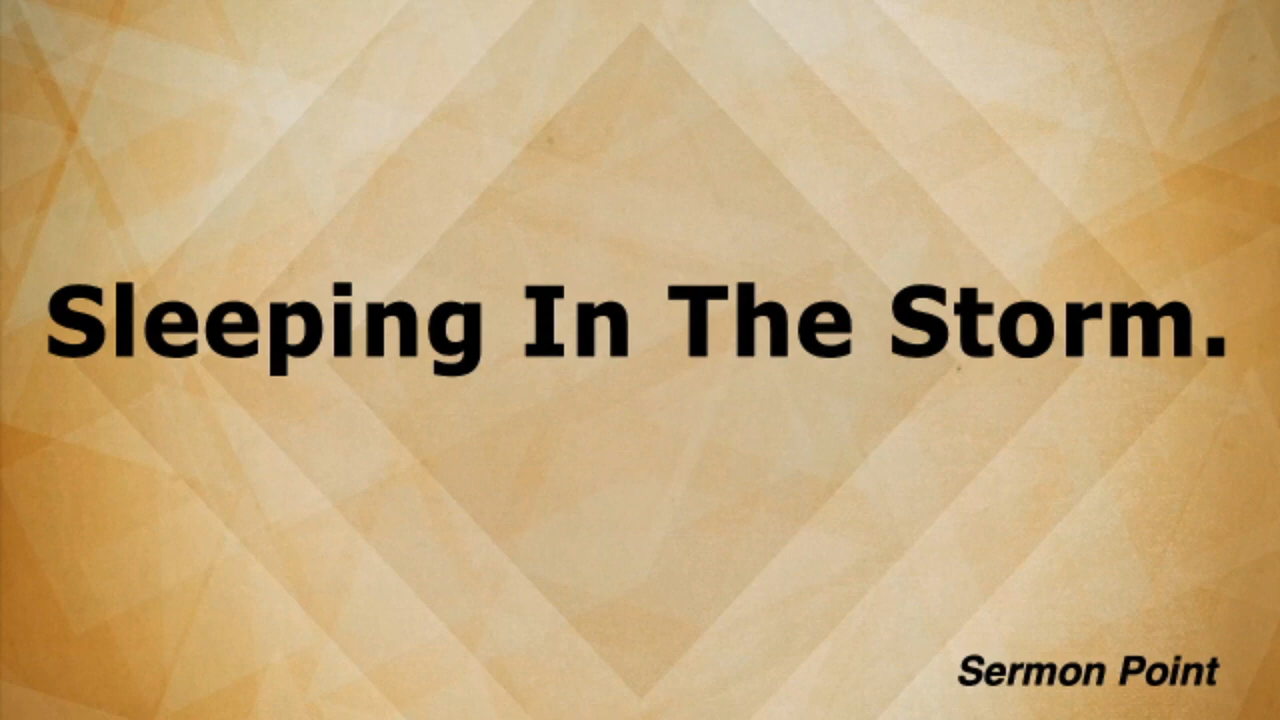 Sleeping In The Storm.
Sermon Point